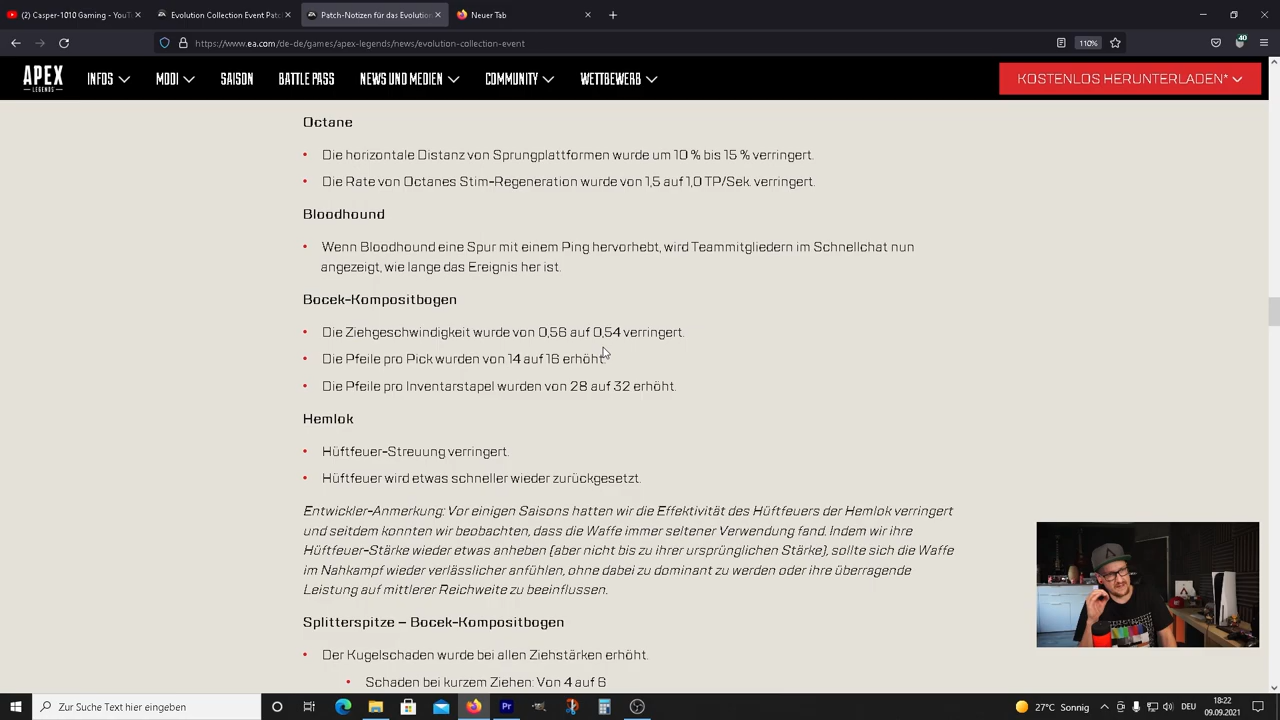 (2) Casper-1010 Gaming - YouT
Evolution Collection Event Patc
Patch-Notizen für das Evolution
Neuer Tab
https://www.ea.com/de-de/games/apex-legends/news/evolution-collection-event
110%
40
APEX
LEGENDS
INFOS
MODI
SAISON
BATTLE PASS
NEWS UND MEDIEN
COMMUNITY
WETTBEWERB
KOSTENLOS HERUNTERLADEN*
Octane
• Die horizontale Distanz von Sprungplattformen wurde um 10 % bis 15 % verringert.
• Die Rate von Octanes Stim-Regeneration wurde von 1,5 auf 1,0 TP/Sek. verringert.
Bloodhound
• Wenn Bloodhound eine Spur mit einem Ping hervorhebt, wird Teammitgliedern im Schnellchat nun
angezeigt, wie lange das Ereignis her ist.
Bocek-Kompositbogen
• Die Ziehgeschwindigkeit wurde von 0,56 auf 0,54 verringert.
• Die Pfeile pro Pick wurden von 14 auf 16 erhöht.
• Die Pfeile pro Inventarstapel wurden von 28 auf 32 erhöht.
Hemlok
• Hüftfeuer-Streuung verringert.
• Hüftfeuer wird etwas schneller wieder zurückgesetzt.
Entwickler-Anmerkung: Vor einigen Saisons hatten wir die Effektivität des Hüftfeuers der Hemlok verringert
und seitdem konnten wir beobachten, dass die Waffe immer seltener Verwendung fand. Indem wir ihre
Hüftfeuer-Stärke wieder etwas anheben (aber nicht bis zu ihrer ursprünglichen Stärke), sollte sich die Waffe
im Nahkampf wieder verlässlicher anfühlen, ohne dabei zu dominant zu werden oder ihre überragende
Leistung auf mittlerer Reichweite zu beeinflussen.
Splitterspitze – Bocek-Kompositbogen
• Der Kugelschaden wurde bei allen Ziehstärken erhöht.
• Schaden bei kurzem Ziehen: Von 4 auf 6
Zur Suche Text hier eingeben
Pr
27°C Sonnig
DEU
18:22
09.09.2021